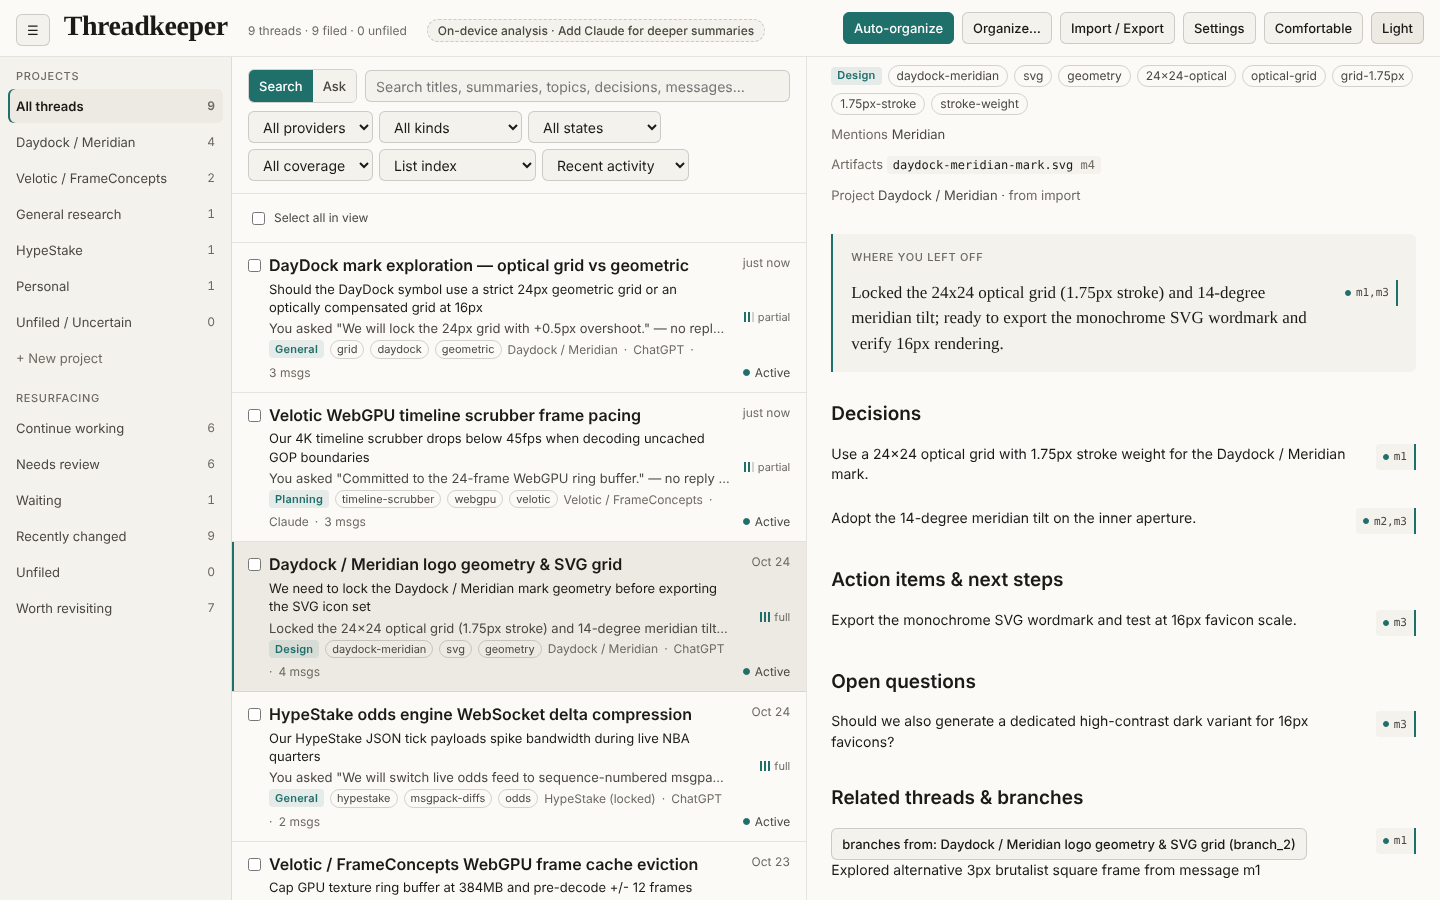 ☰
Threadkeeper
9 threads · 9 filed · 0 unfiled
On-device analysis · Add Claude for deeper summaries
Auto-organize
Organize...
Import / Export
Settings
Comfortable
Light
PROJECTS
All threads 9
Daydock / Meridian 4
Velotic / FrameConcepts 2
General research 1
HypeStake 1
Personal 1
Unfiled / Uncertain 0
+ New project
RESURFACING
Continue working 6
Needs review 6
Waiting 1
Recently changed 9
Unfiled 0
Worth revisiting 7
Search Ask Search titles, summaries, topics, decisions, messages...
All providers All kinds All states
All coverage List index Recent activity
Select all in view
DayDock mark exploration — optical grid vs geometric just now
Should the DayDock symbol use a strict 24px geometric grid or an
optically compensated grid at 16px
partial
You asked "We will lock the 24px grid with +0.5px overshoot." — no repl...
General grid daydock geometric Daydock / Meridian · ChatGPT ·
3 msgs Active
Velotic WebGPU timeline scrubber frame pacing just now
Our 4K timeline scrubber drops below 45fps when decoding uncached
GOP boundaries
partial
You asked "Committed to the 24-frame WebGPU ring buffer." — no reply ...
Planning timeline-scrubber webgpu velotic Velotic / FrameConcepts ·
Claude · 3 msgs Active
Daydock / Meridian logo geometry & SVG grid Oct 24
We need to lock the Daydock / Meridian mark geometry before exporting
the SVG icon set
full
Locked the 24×24 optical grid (1.75px stroke) and 14-degree meridian tilt...
Design daydock-meridian svg geometry Daydock / Meridian · ChatGPT
· 4 msgs Active
HypeStake odds engine WebSocket delta compression Oct 24
Our HypeStake JSON tick payloads spike bandwidth during live NBA
quarters
full
You asked "We will switch live odds feed to sequence-numbered msgpa...
General hypestake msgpack-diffs odds HypeStake (locked) · ChatGPT
· 2 msgs Active
Velotic / FrameConcepts WebGPU frame cache eviction Oct 23
Cap GPU texture ring buffer at 384MB and pre-decode +/- 12 frames
Design daydock-meridian svg geometry 24×24-optical optical-grid grid-1.75px
1.75px-stroke stroke-weight
Mentions Meridian
Artifacts daydock-meridian-mark.svg m4
Project Daydock / Meridian · from import
WHERE YOU LEFT OFF
Locked the 24x24 optical grid (1.75px stroke) and 14-degree m1,m3
meridian tilt; ready to export the monochrome SVG wordmark and
verify 16px rendering.
Decisions
Use a 24×24 optical grid with 1.75px stroke weight for the Daydock / Meridian m1
mark.
Adopt the 14-degree meridian tilt on the inner aperture. m2,m3
Action items & next steps
Export the monochrome SVG wordmark and test at 16px favicon scale. m3
Open questions
Should we also generate a dedicated high-contrast dark variant for 16px m3
favicons?
Related threads & branches
branches from: Daydock / Meridian logo geometry & SVG grid (branch_2) m1
Explored alternative 3px brutalist square frame from message m1